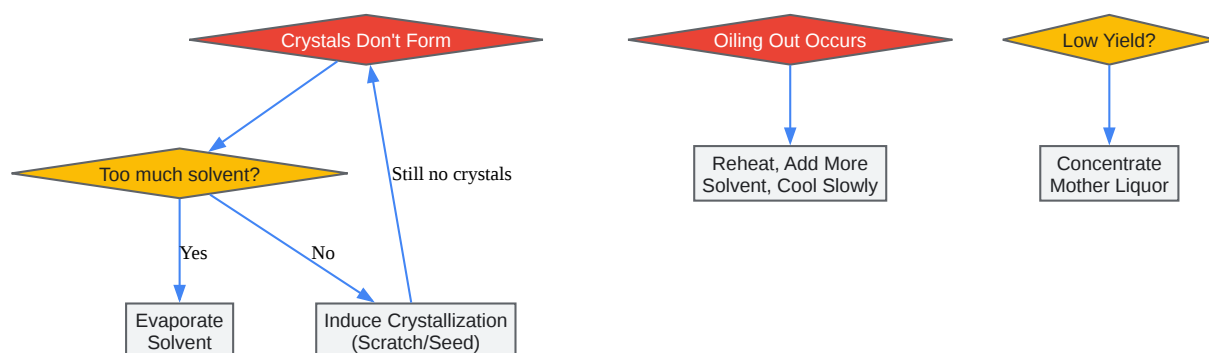 Crystals Don't Form
Oiling Out Occurs
Low Yield?
Too much solvent?
Still no crystals
Reheat, Add More
Solvent, Cool Slowly
Concentrate
Mother Liquor
Yes
No
Evaporate
Solvent
Induce Crystallization
(Scratch/Seed)